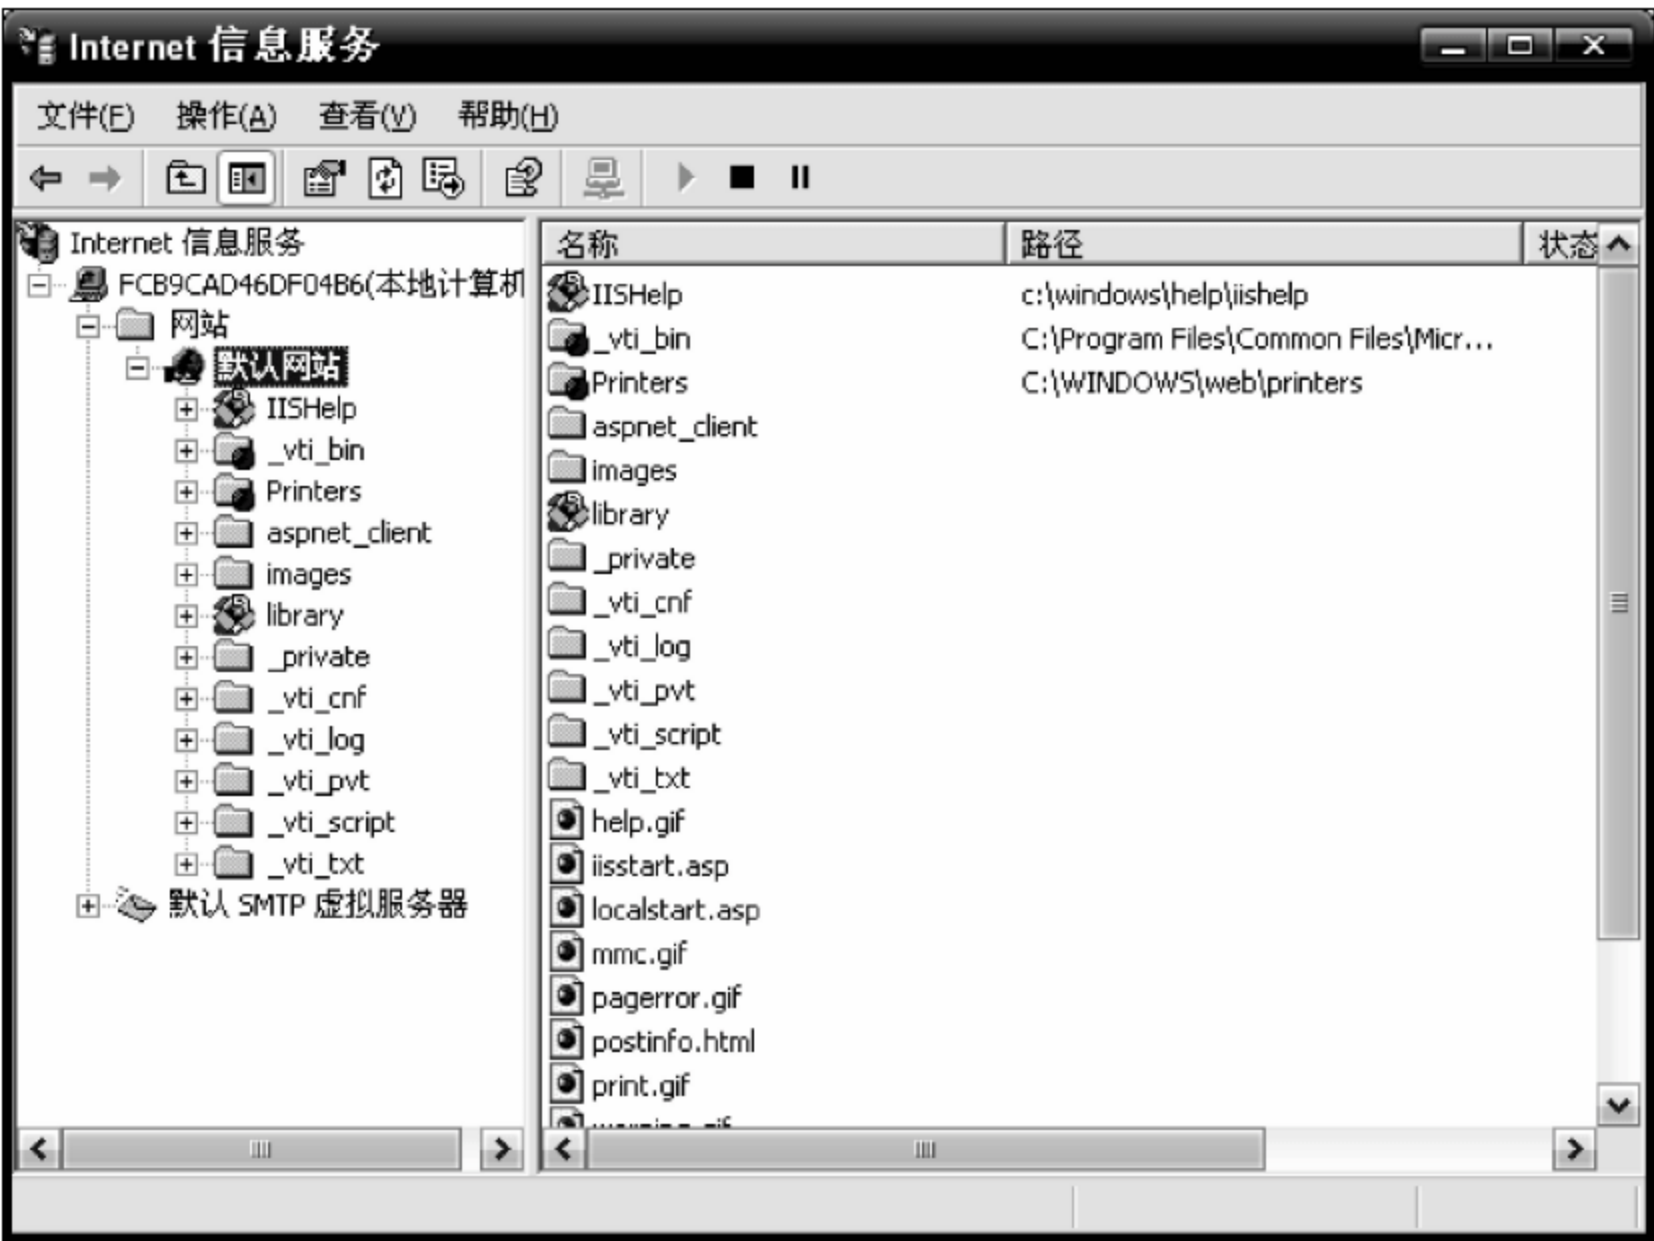 Internet 信息服务
文件(F) 操作(A) 查看(V) 帮助(H)
Internet 信息服务
FCB9CAD46DF04B6(本地计算机
网站
默认网站
IISHelp
_vti_bin
Printers
aspnet_client
images
library
_private
_vti_cnf
_vti_log
_vti_pvt
_vti_script
_vti_txt
默认 SMTP 虚拟服务器
名称 路径 状态
IISHelp c:\windows\help\iishelp
_vti_bin C:\Program Files\Common Files\Micr...
Printers C:\WINDOWS\web\printers
aspnet_client
images
library
_private
_vti_cnf
_vti_log
_vti_pvt
_vti_script
_vti_txt
help.gif
iisstart.asp
localstart.asp
mmc.gif
pagerror.gif
postinfo.html
print.gif